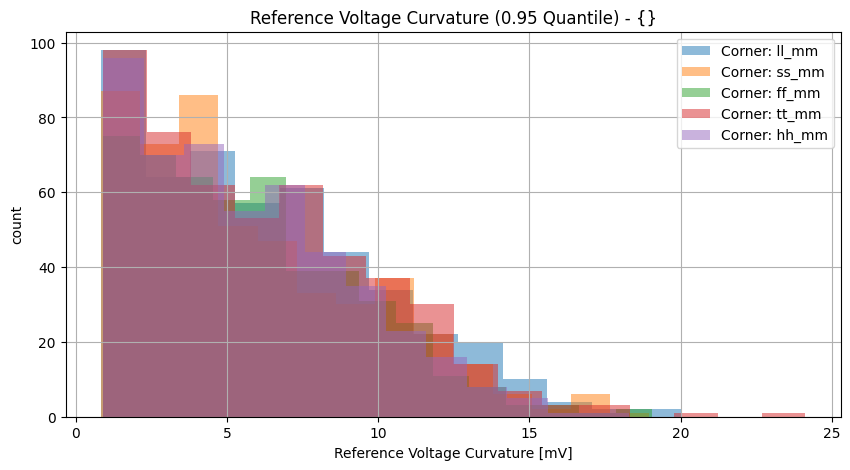 Reference Voltage Curvature (0.95 Quantile) - {}
100
80
60
40
20
0
count
Corner: ll_mm
Corner: ss_mm
Corner: ff_mm
Corner: tt_mm
Corner: hh_mm
0 5 10 15 20 25
Reference Voltage Curvature [mV]